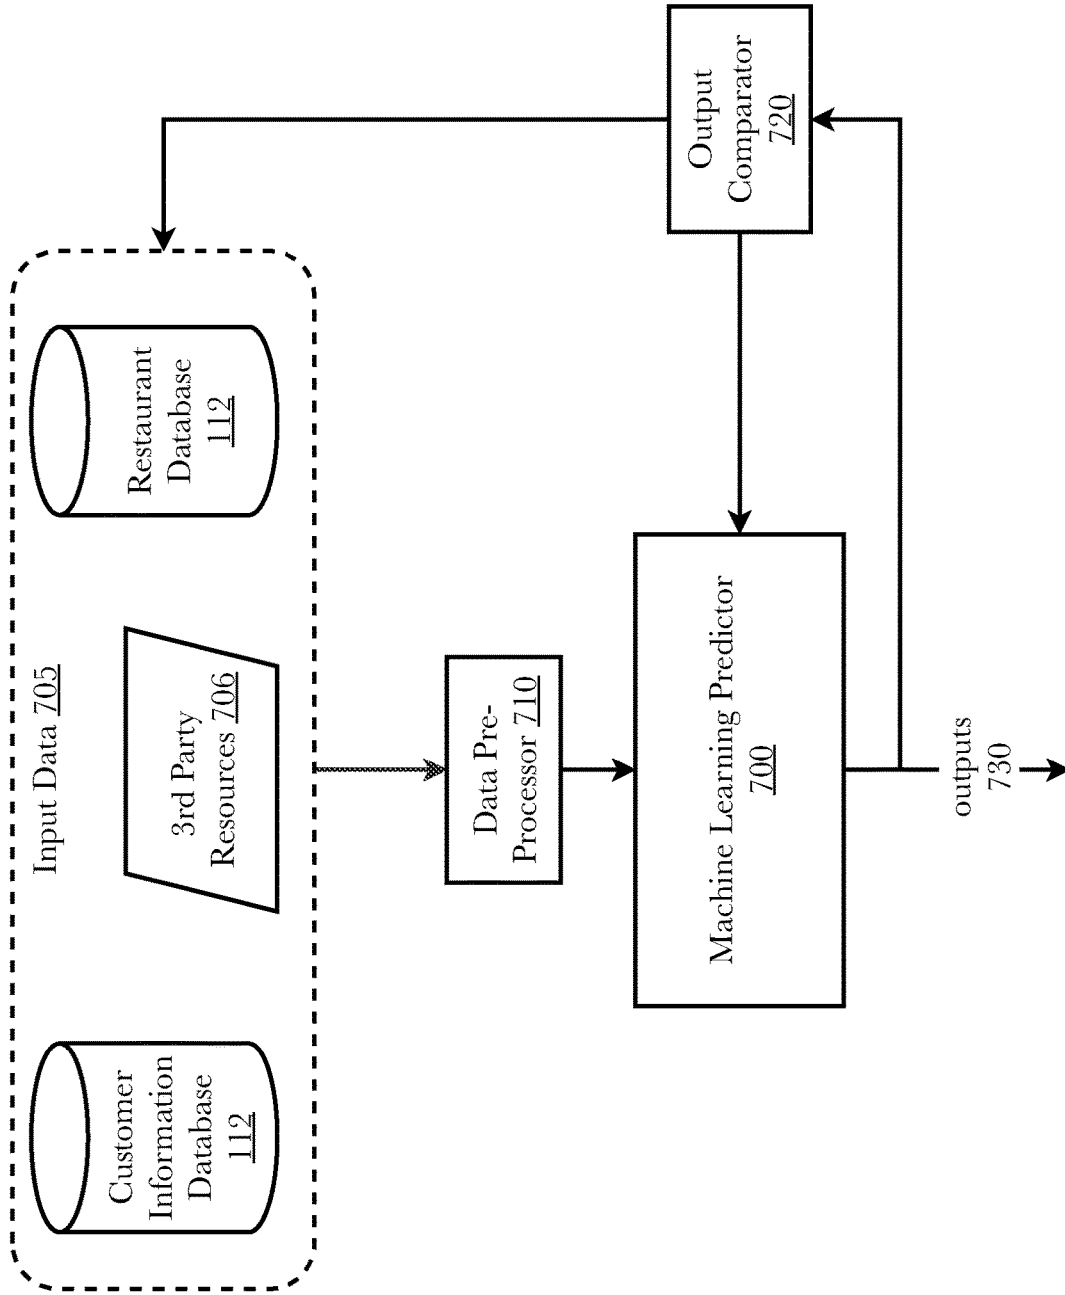 Input Data 705
Customer
Information
Database
112
3rd Party
Resources 706
Restaurant
Database
112
Data Pre-
Processor 710
Machine Learning Predictor
700
Output
Comparator
720
outputs
730